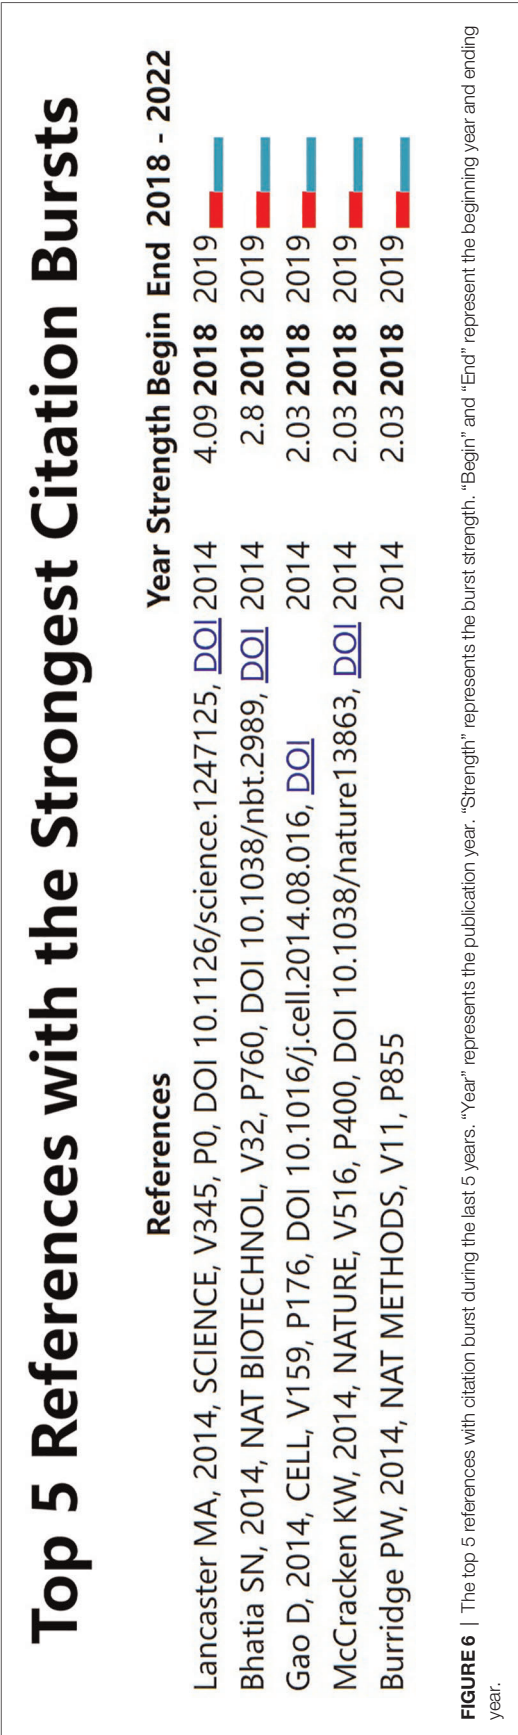 Top 5 References with the Strongest Citation Bursts
References Year Strength Begin End 2018 - 2022
Lancaster MA, 2014, SCIENCE, V345, P0, DOI 10.1126/science.1247125, DOI 2014 4.09 2018 2019
Bhatia SN, 2014, NAT BIOTECHNOL, V32, P760, DOI 10.1038/nbt.2989, DOI 2014 2.8 2018 2019
Gao D, 2014, CELL, V159, P176, DOI 10.1016/j.cell.2014.08.016, DOI 2014 2.03 2018 2019
McCracken KW, 2014, NATURE, V516, P400, DOI 10.1038/nature13863, DOI 2014 2.03 2018 2019
Burridge PW, 2014, NAT METHODS, V11, P855 2014 2.03 2018 2019
FIGURE 6 | The top 5 references with citation burst during the last 5 years. “Year” represents the publication year. “Strength” represents the burst strength. “Begin” and “End” represent the beginning year and ending
year.